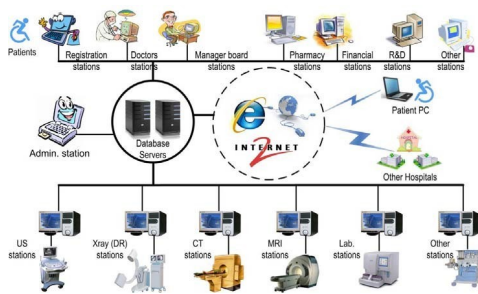 Patients
Registration
stations
Doctors
stations
Manager board
stations
Pharmacy
stations
Financial
stations
R&D
stations
Other
stations
Admin. station
Database
Servers
INTERNET
2
Patient PC
Other Hospitals
US
stations
Xray (DR)
stations
CT
stations
MRI
stations
Lab.
stations
Other
stations